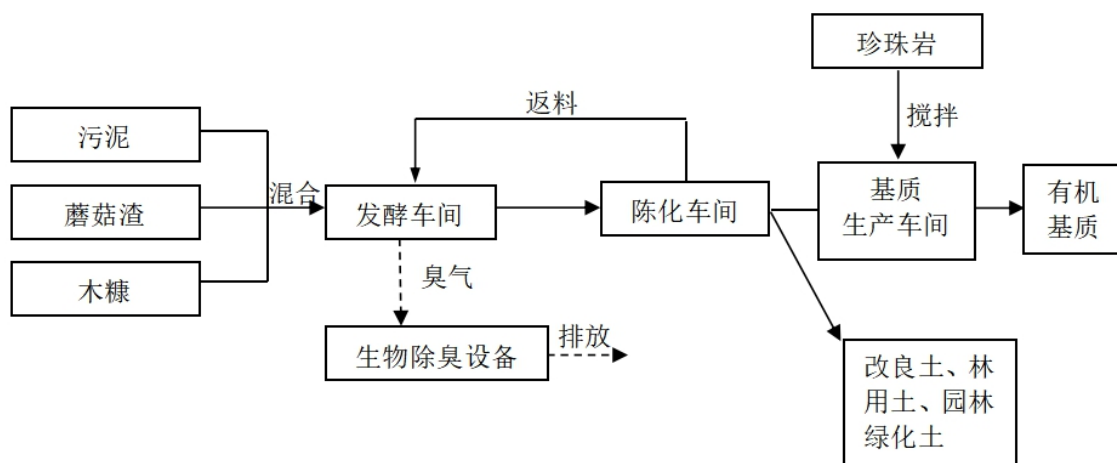 珍珠岩
返料
搅拌
污泥
混合
蘑菇渣
发酵车间
陈化车间
基质
生产车间
有机
基质
木糠
臭气
生物除臭设备
排放
改良土、林
用土、园林
绿化土